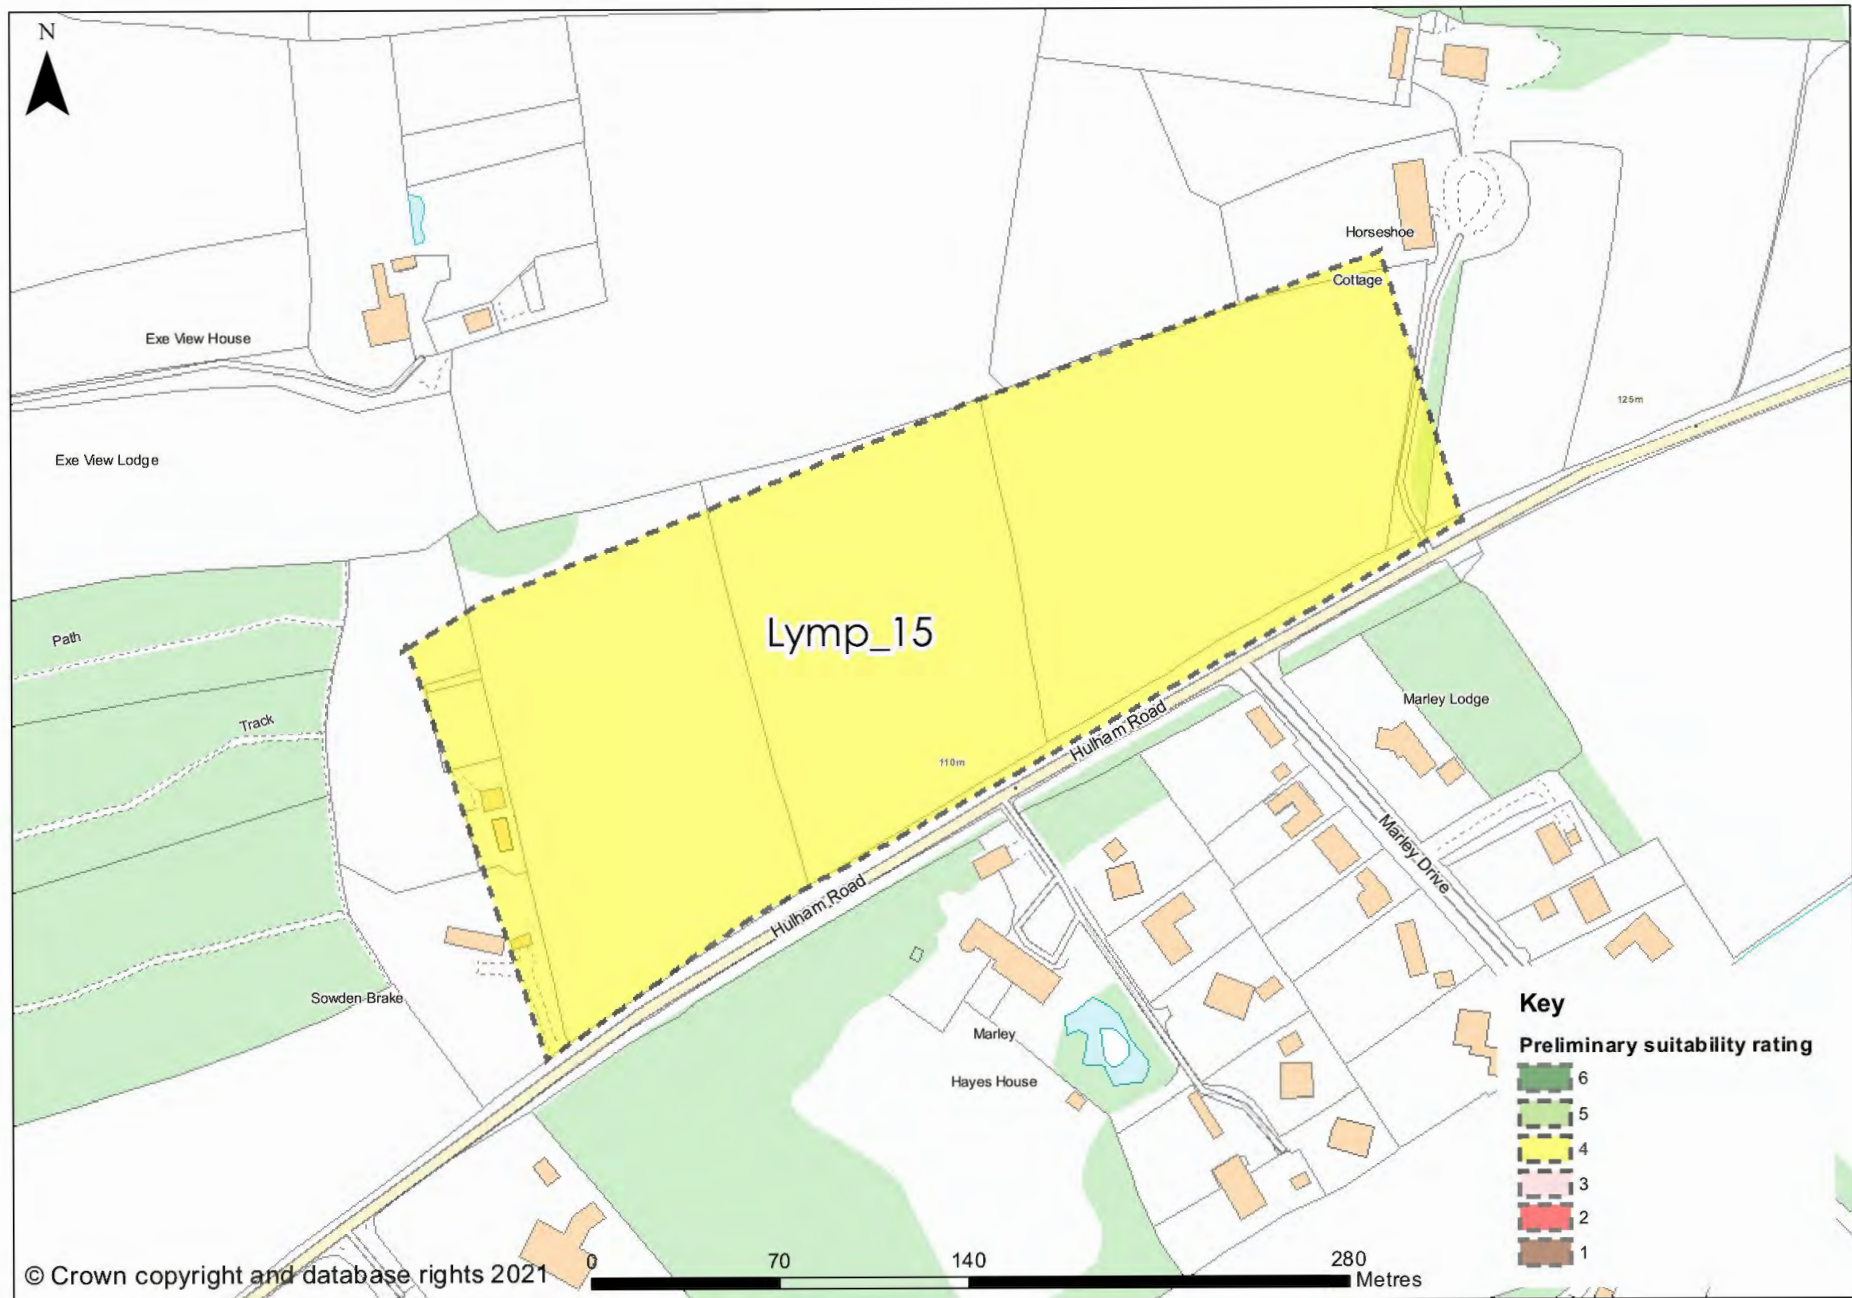 N
Horseshoe
Cottage
Exe View House
125m
Exe View Lodge
Lymp_15
Path
Marley Lodge
Track
Hulham Road
110m
Marley Drive
Hulham Road
Sowden Brake
Marley
Hayes House
Key
Preliminary suitability rating
6
5
4
3
2
1
© Crown copyright and database rights 2021
0 70 140 280
Metres